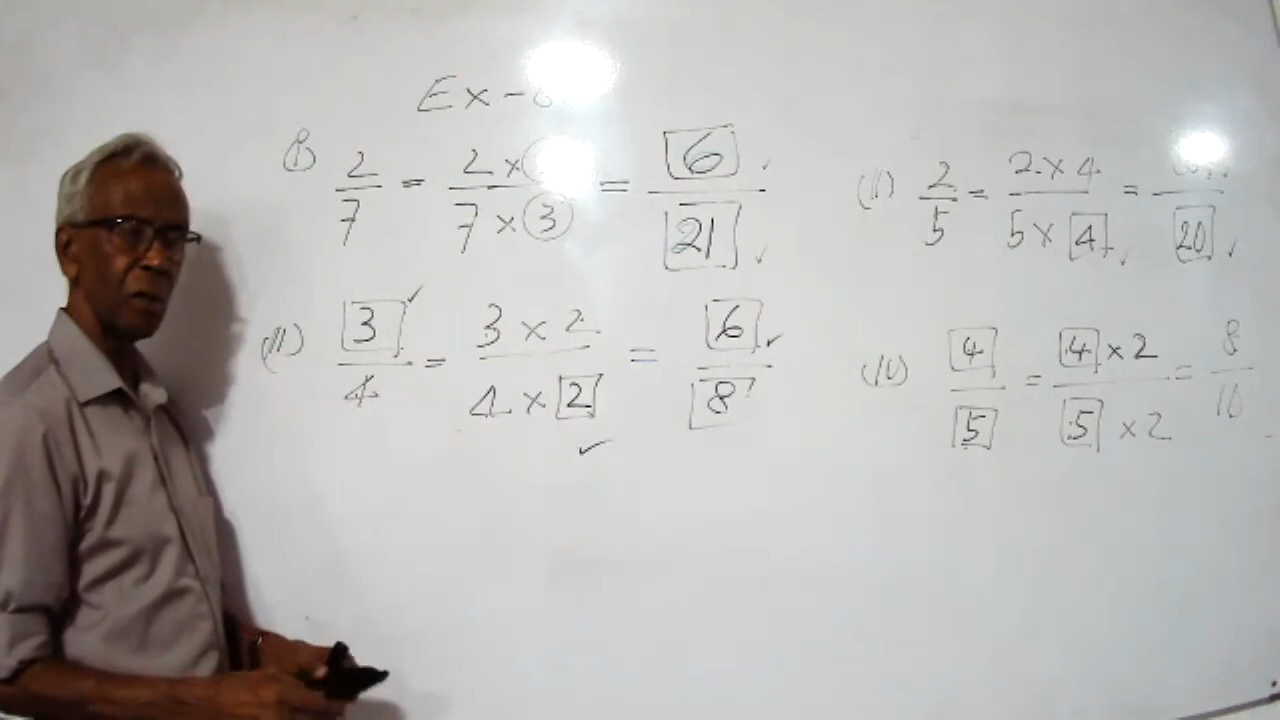 Ex -
(i) 2/7 = 2 × /7 × 3 = 6/21
(ii) 2/5 = 2 × 4/5 × 4 = /20
(iii) 3/4 = 3 × 2/4 × 2 = 6/8
(iv) 4/5 = 4 × 2/5 × 2 = 8/10